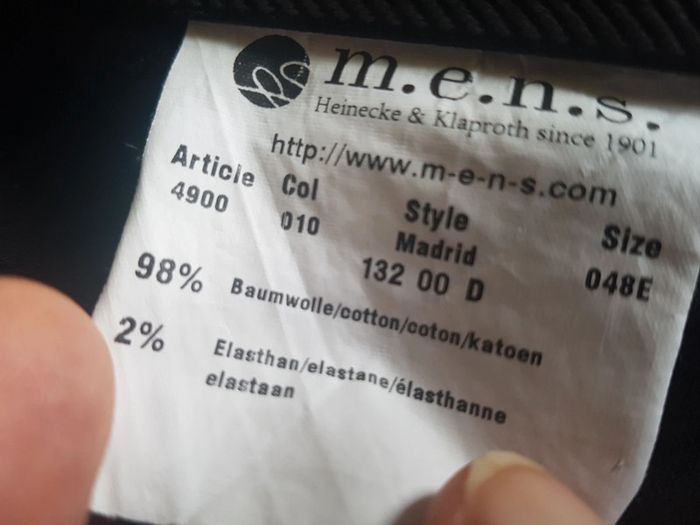 m.e.n.s.
Heinecke & Klaproth since 1901
http://www.m-e-n-s.com
Article Col Style Size
4900 010 Madrid 048E
132 00 D
98% Baumwolle/cotton/coton/katoen
2% Elasthan/elastane/élasthanne
elastaan